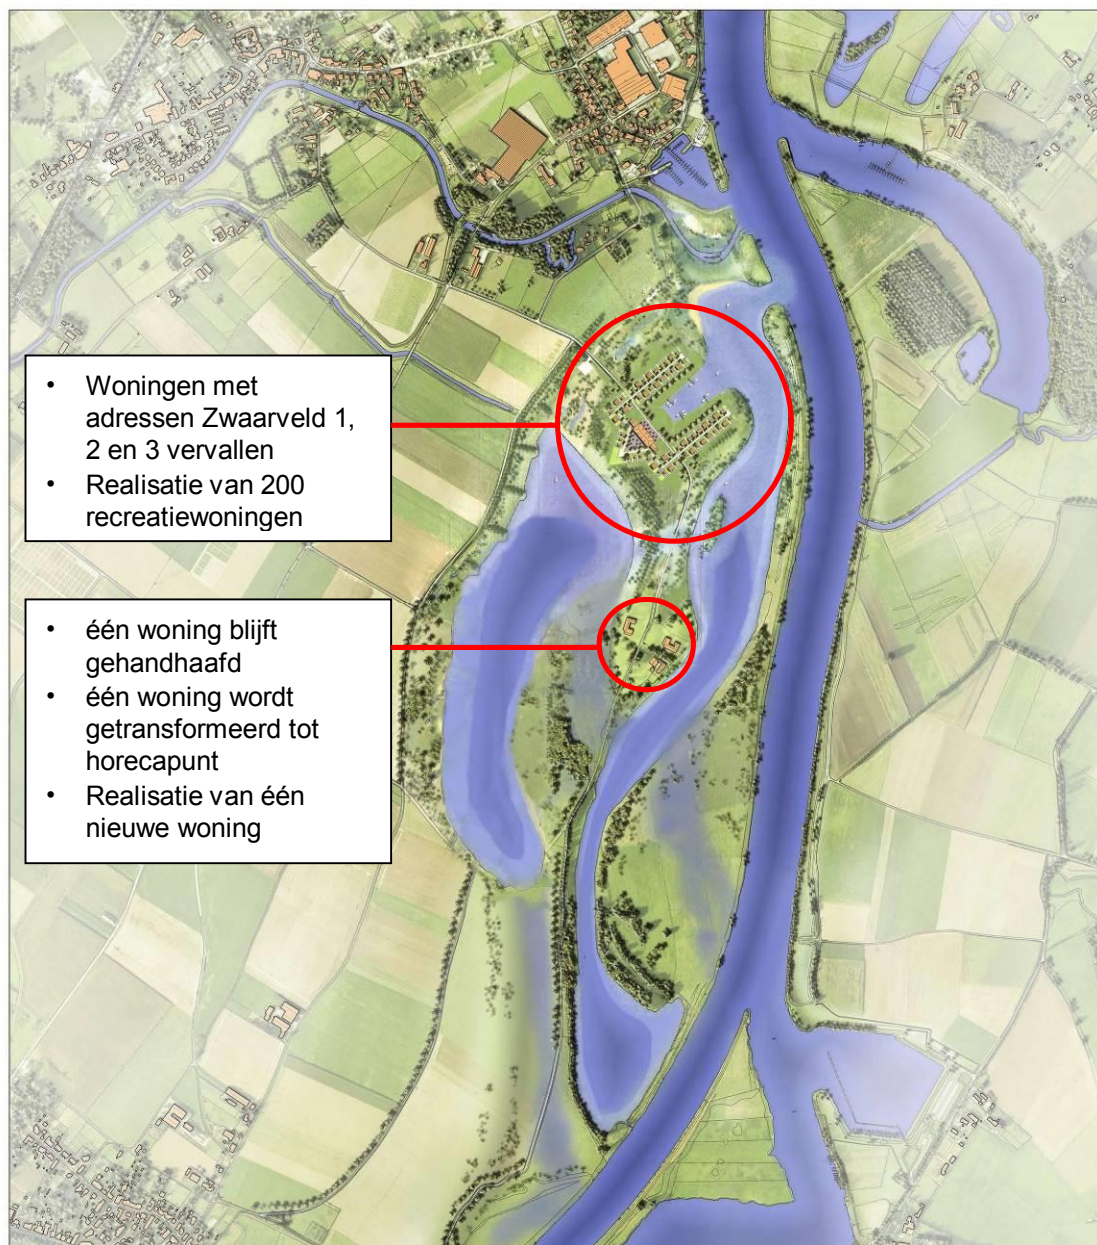 • Woningen met
adressen Zwaarveld 1,
2 en 3 vervallen
• Realisatie van 200
recreatiewoningen
• één woning blijft
gehandhaafd
• één woning wordt
getransformeerd tot
horecapunt
• Realisatie van één
nieuwe woning